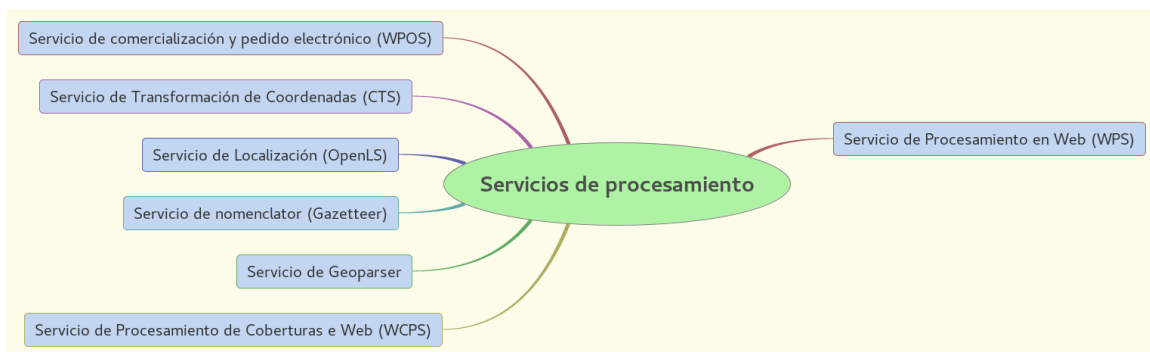 Servicio de comercialización y pedido electrónico (WPOS)
Servicio de Transformación de Coordenadas (CTS)
Servicio de Procesamiento en Web (WPS)
Servicio de Localización (OpenLS)
Servicios de procesamiento
Servicio de nomenclator (Gazetteer)
Servicio de Geoparser
Servicio de Procesamiento de Coberturas e Web (WCPS)